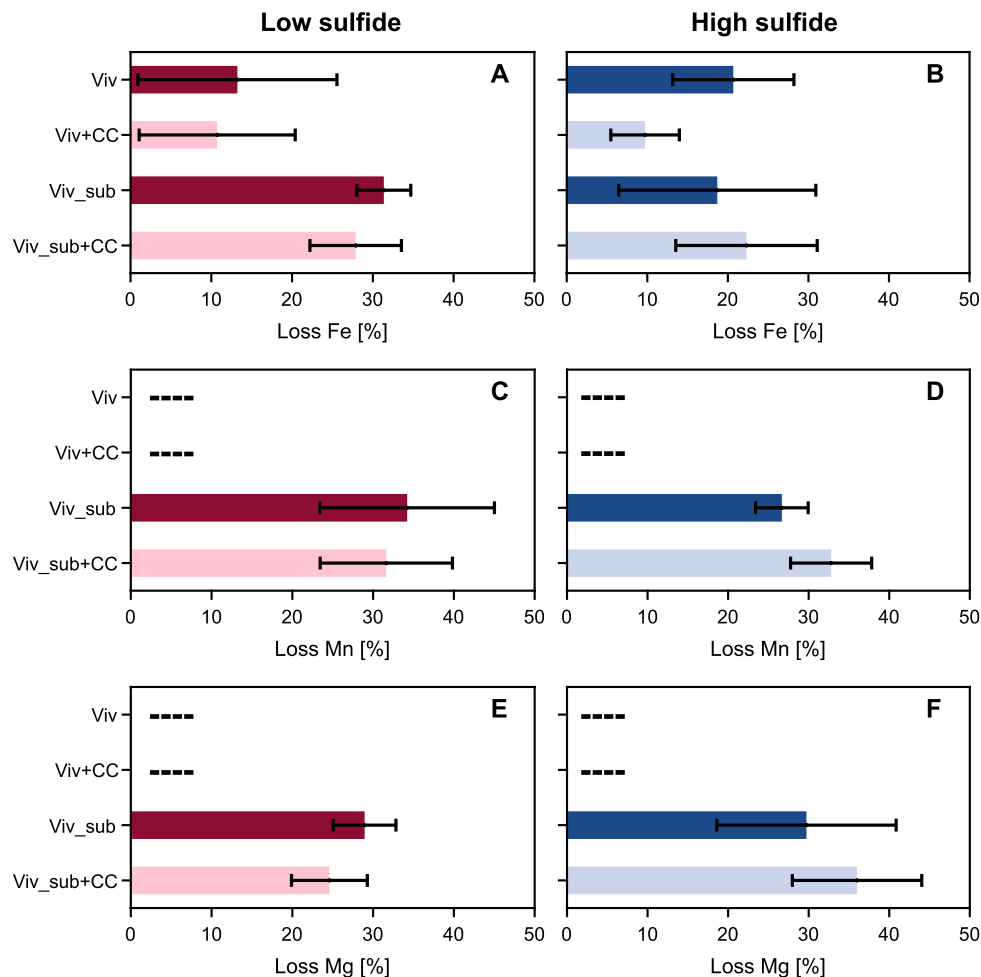 Low sulfide High sulfide
A B
Viv
Viv+CC
Viv_sub
Viv_sub+CC
0 10 20 30 40 50 0 10 20 30 40 50
Loss Fe [%] Loss Fe [%]
C D
Viv
Viv+CC
Viv_sub
Viv_sub+CC
0 10 20 30 40 50 0 10 20 30 40 50
Loss Mn [%] Loss Mn [%]
E F
Viv
Viv+CC
Viv_sub
Viv_sub+CC
0 10 20 30 40 50 0 10 20 30 40 50
Loss Mg [%] Loss Mg [%]